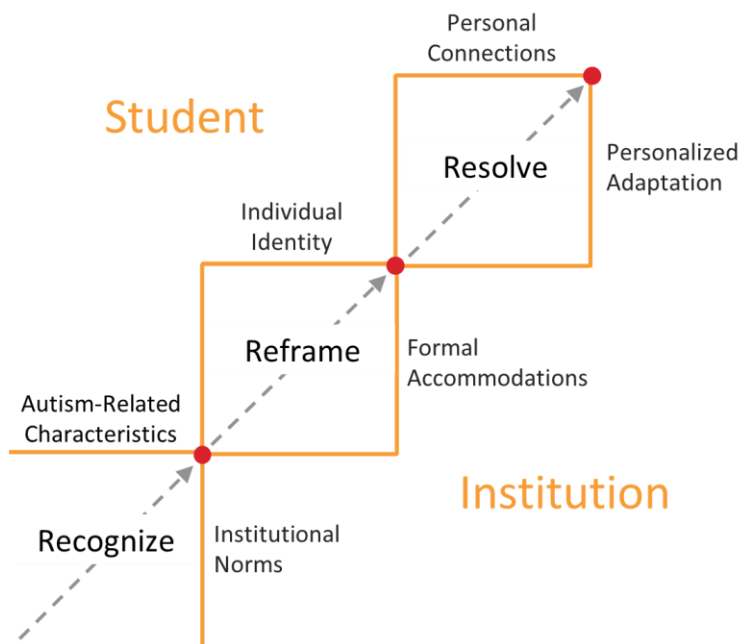 Personal
Connections
Student
Resolve
Personalized
Adaptation
Individual
Identity
Reframe
Formal
Accommodations
Autism-Related
Characteristics
Institution
Recognize
Institutional
Norms